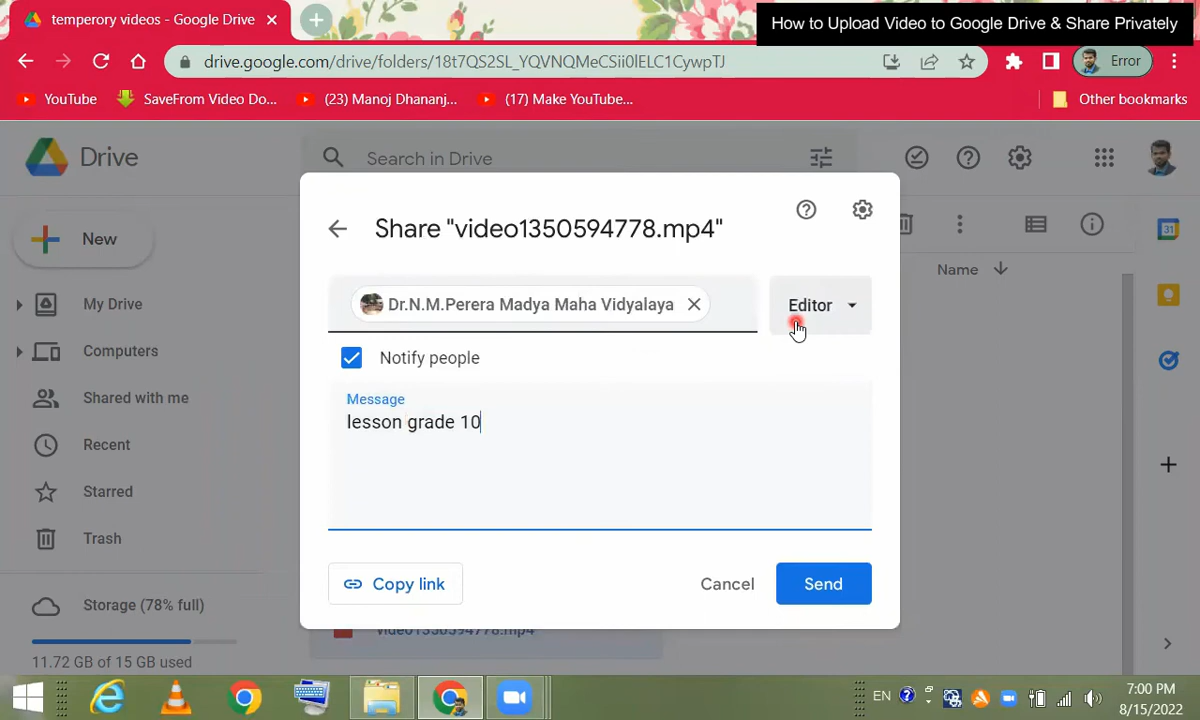 temperory videos - Google Drive
How to Upload Video to Google Drive & Share Privately
drive.google.com/drive/folders/18t7QS2SL_YQVNQMeCSii0lELC1CywpTJ
Error
YouTube
SaveFrom Video Do...
(23) Manoj Dhananj...
(17) Make YouTube...
Other bookmarks
Drive
Search in Drive
New
My Drive
Computers
Shared with me
Recent
Starred
Trash
Storage (78% full)
11.72 GB of 15 GB used
Name
31
Share "video1350594778.mp4"
Dr.N.M.Perera Madya Maha Vidyalaya
Editor
Notify people
Message
lesson grade 10
Copy link
Cancel
Send
video1350594778.mp4
EN
7:00 PM
8/15/2022